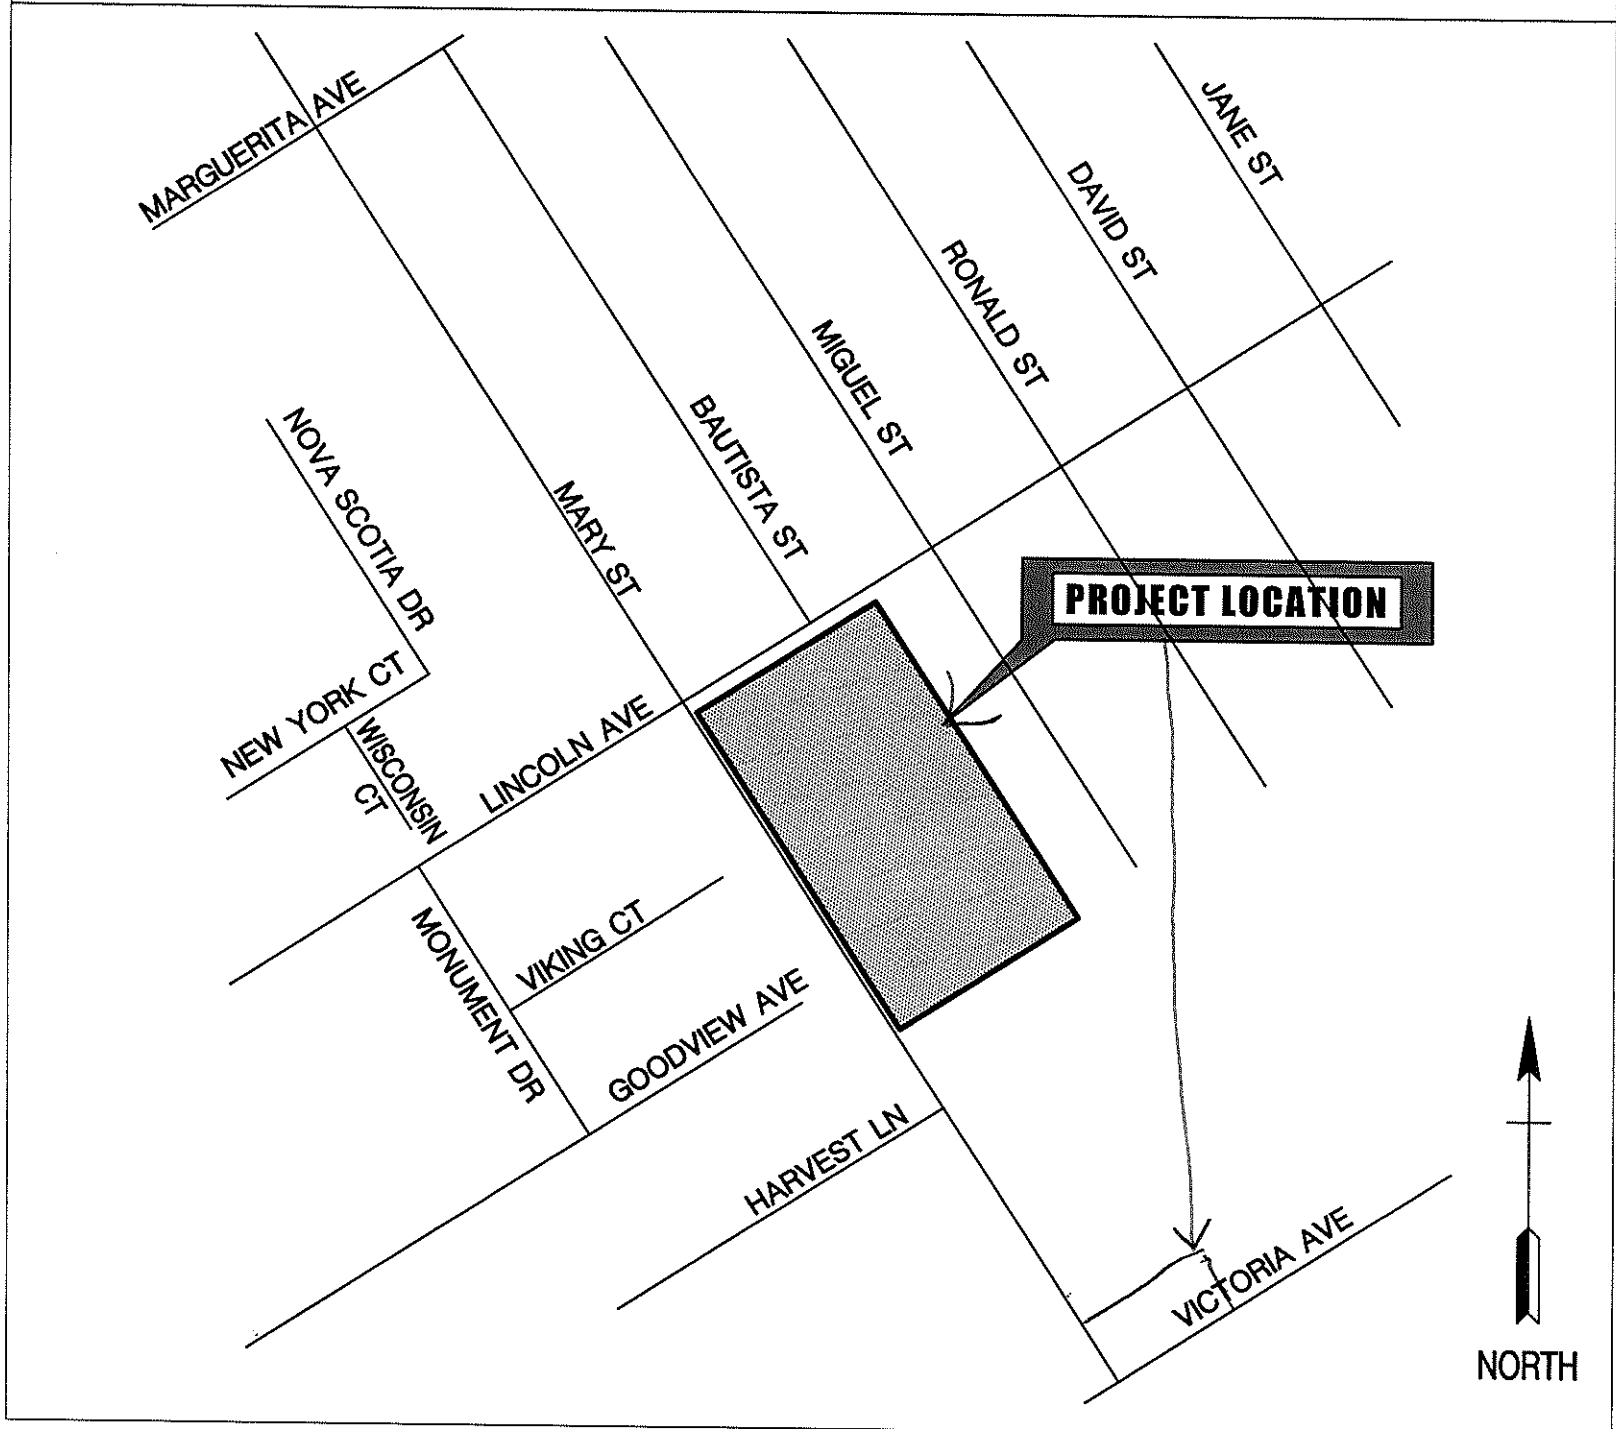 MARGUERITA AVE
JANE ST
DAVID ST
RONALD ST
MIGUEL ST
BAUTISTA ST
MARY ST
NOVA SCOTIA DR
PROJECT LOCATION
NEW YORK CT
WISCONSIN
CT
LINCOLN AVE
MONUMENT DR
VIKING CT
GOODVIEW AVE
HARVEST LN
VICTORIA AVE
NORTH